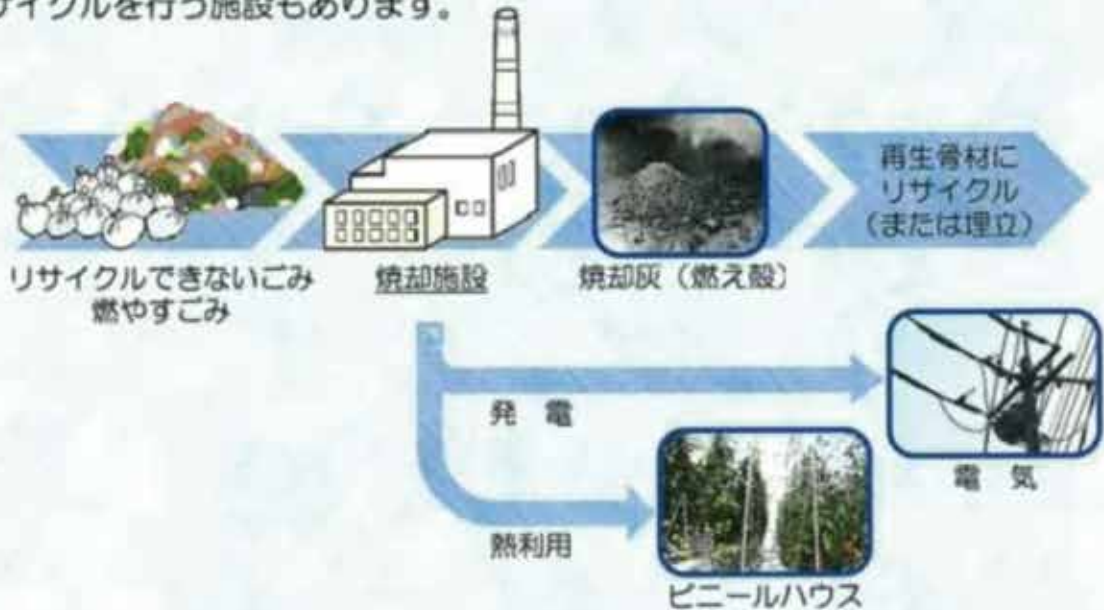 サイクルを行う施設もあります。
再生骨材に
リサイクル
（または埋立）
リサイクルできないごみ
燃やすごみ
焼却施設
焼却灰（燃え殻）
発 電
電 気
熱利用
ビニールハウス